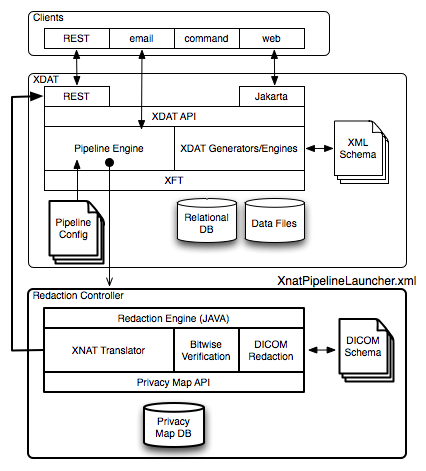 Clients
REST email command web
XDAT
REST Jakarta
XDAT API
Pipeline Engine XDAT Generators/Engines
XML
Schema
XFT
Pipeline
Config
Relational
DB
Data Files
XnatPipelineLauncher.xml
Redaction Controller
Redaction Engine (JAVA)
XNAT Translator
Bitwise
Verification
DICOM
Redaction
DICOM
Schema
Privacy Map API
Privacy
Map DB